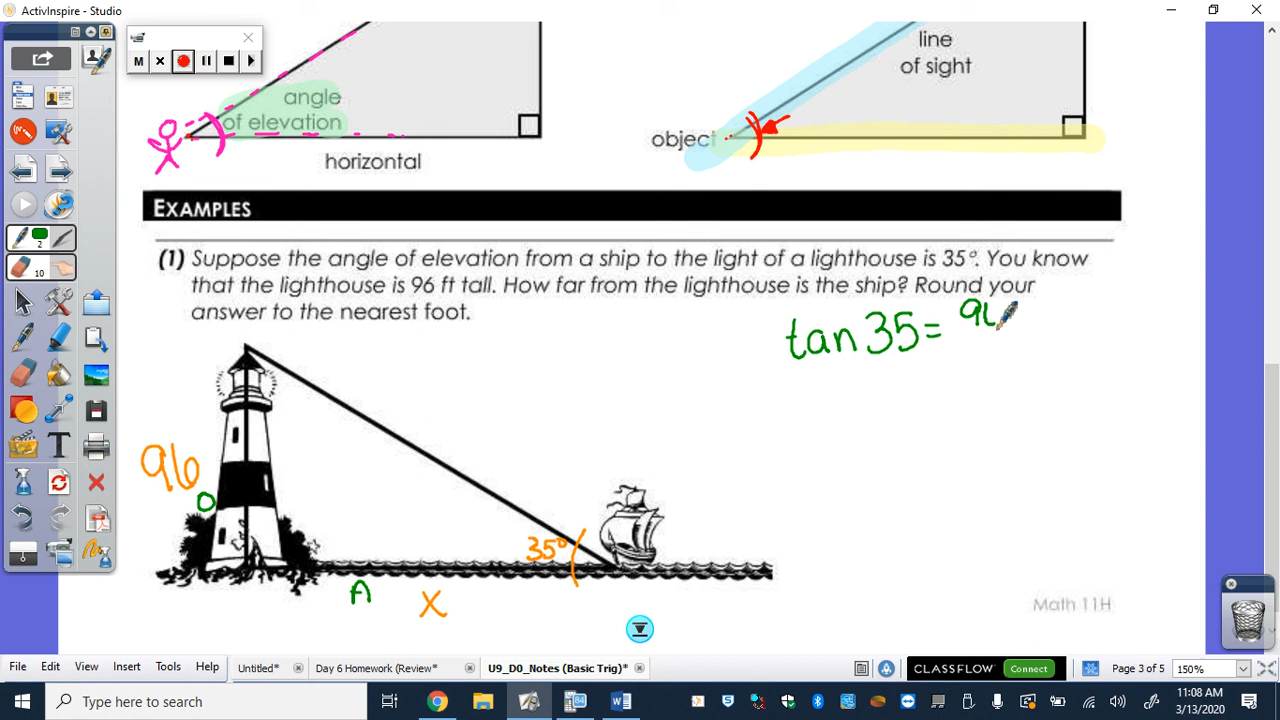 ActivInspire - Studio
M
angle
of elevation
horizontal
line
of sight
object
EXAMPLES
(1) Suppose the angle of elevation from a ship to the light of a lighthouse is 35°. You know
that the lighthouse is 96 ft tall. How far from the lighthouse is the ship? Round your
answer to the nearest foot.
tan 35 = 96
96
O
35°
A
X
Math 11H
2
10
File Edit View Insert Tools Help
Untitled*
Day 6 Homework (Review*
U9_D0_Notes (Basic Trig)*
CLASSFLOW Connect
Page 3 of 5
150%
Type here to search
11:08 AM
3/13/2020